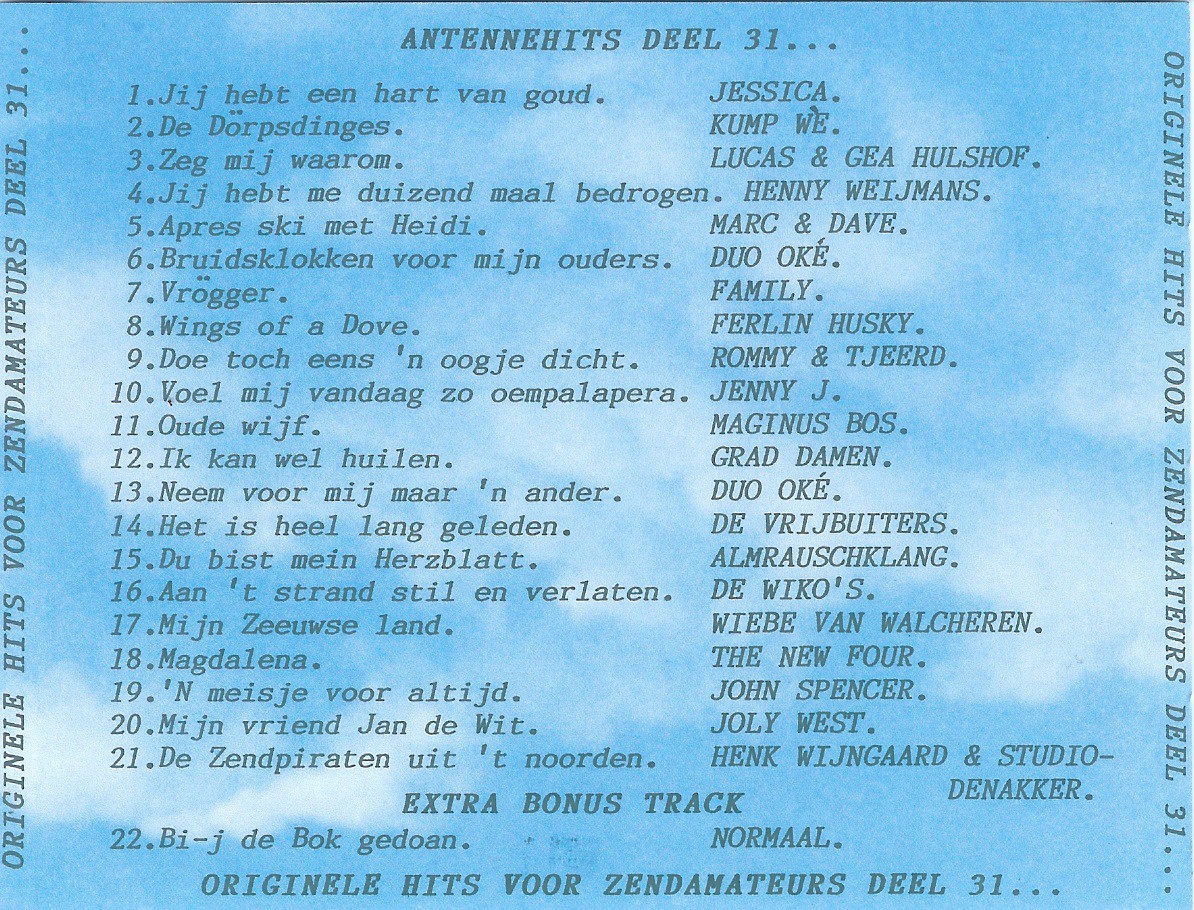 ANTENNEHITS DEEL 31...
1.Jij hebt een hart van goud. JESSICA.
2.De Dörpsdinges. KUMP WÈ.
3.Zeg mij waarom. LUCAS & GEA HULSHOF.
4.Jij hebt me duizend maal bedrogen. HENNY WEIJMANS.
5.Apres ski met Heidi. MARC & DAVE.
6.Bruidsklokken voor mijn ouders. DUO OKÉ.
7.Vrögger. FAMILY.
8.Wings of a Dove. FERLIN HUSKY.
9.Doe toch eens 'n oogje dicht. ROMMY & TJEERD.
10.Voel mij vandaag zo oempalapera. JENNY J.
11.Oude wijf. MAGINUS BOS.
12.Ik kan wel huilen. GRAD DAMEN.
13.Neem voor mij maar 'n ander. DUO OKÉ.
14.Het is heel lang geleden. DE VRIJBUITERS.
15.Du bist mein Herzblatt. ALMRAUSCHKLANG.
16.Aan 't strand stil en verlaten. DE WIKO'S.
17.Mijn Zeeuwse land. WIEBE VAN WALCHEREN.
18.Magdalena. THE NEW FOUR.
19.'N meisje voor altijd. JOHN SPENCER.
20.Mijn vriend Jan de Wit. JOLY WEST.
21.De Zendpiraten uit 't noorden. HENK WIJNGAARD & STUDIO-
DENAKKER.
EXTRA BONUS TRACK
22.Bi-j de Bok gedoan. NORMAAL.
ORIGINELE HITS VOOR ZENDAMATEURS DEEL 31...
ORIGINELE HITS VOOR ZENDAMATEURS DEEL 31...
ORIGINELE HITS VOOR ZENDAMATEURS DEEL 31...